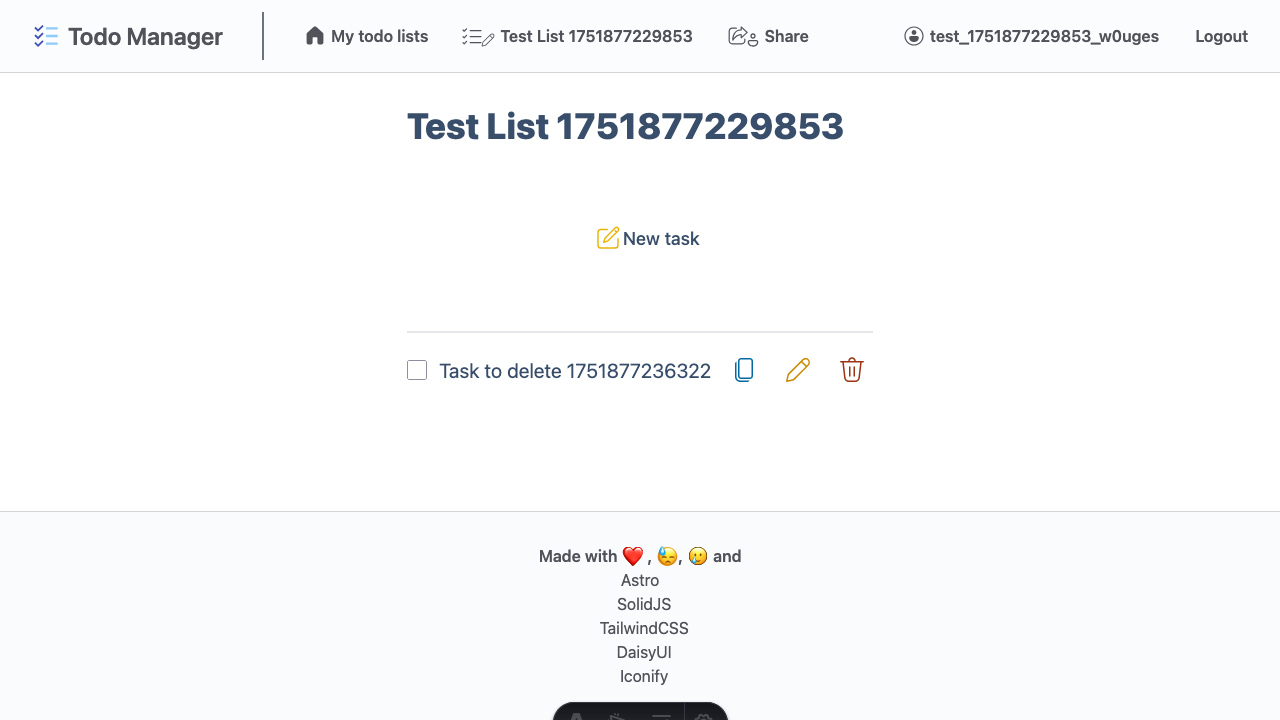 Todo Manager
My todo lists
Test List 1751877229853
Share
test_1751877229853_w0uges
Logout
Test List 1751877229853
New task
Task to delete 1751877236322
Made with ❤️ , 😓, 🥲 and
Astro
SolidJS
TailwindCSS
DaisyUI
Iconify